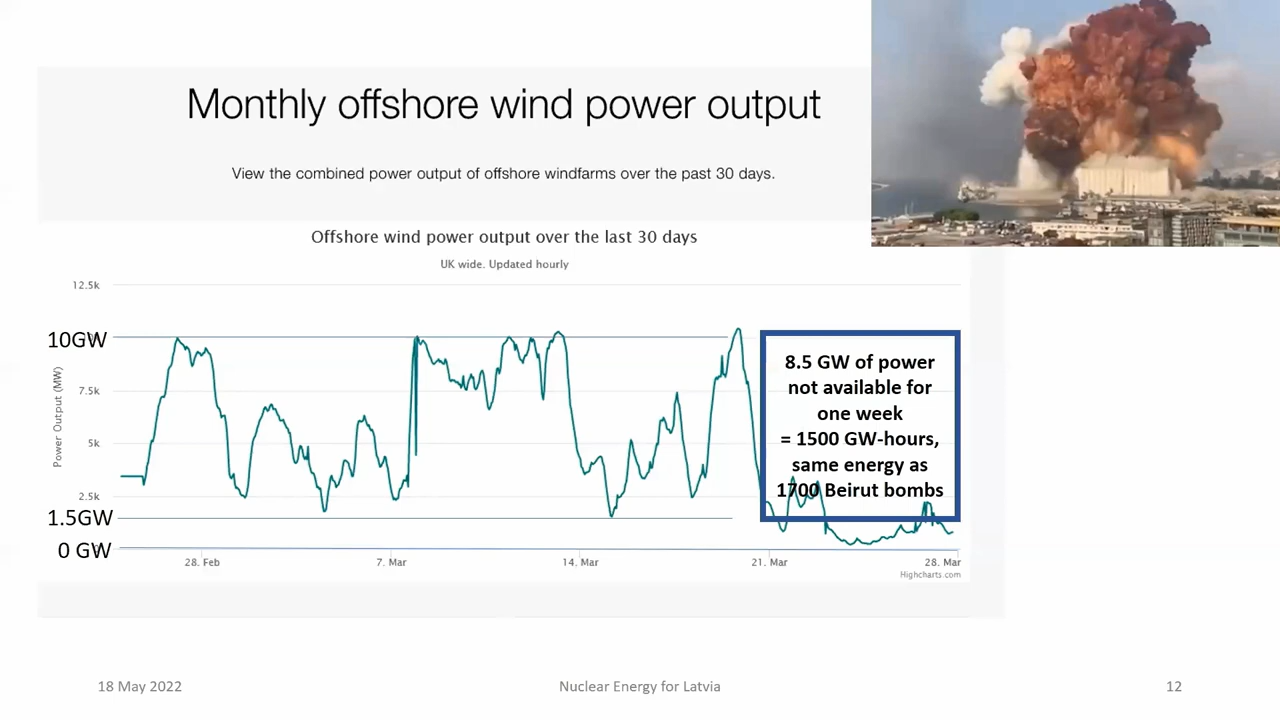 Monthly offshore wind power output
View the combined power output of offshore windfarms over the past 30 days.
Offshore wind power output over the last 30 days
UK wide. Updated hourly
12.5k
10GW
7.5k
5k
2.5k
1.5GW
0 GW
Power Output (MW)
8.5 GW of power
not available for
one week
= 1500 GW-hours,
same energy as
1700 Beirut bombs
28. Feb
7. Mar
14. Mar
21. Mar
28. Mar
Highcharts.com
18 May 2022
Nuclear Energy for Latvia
12